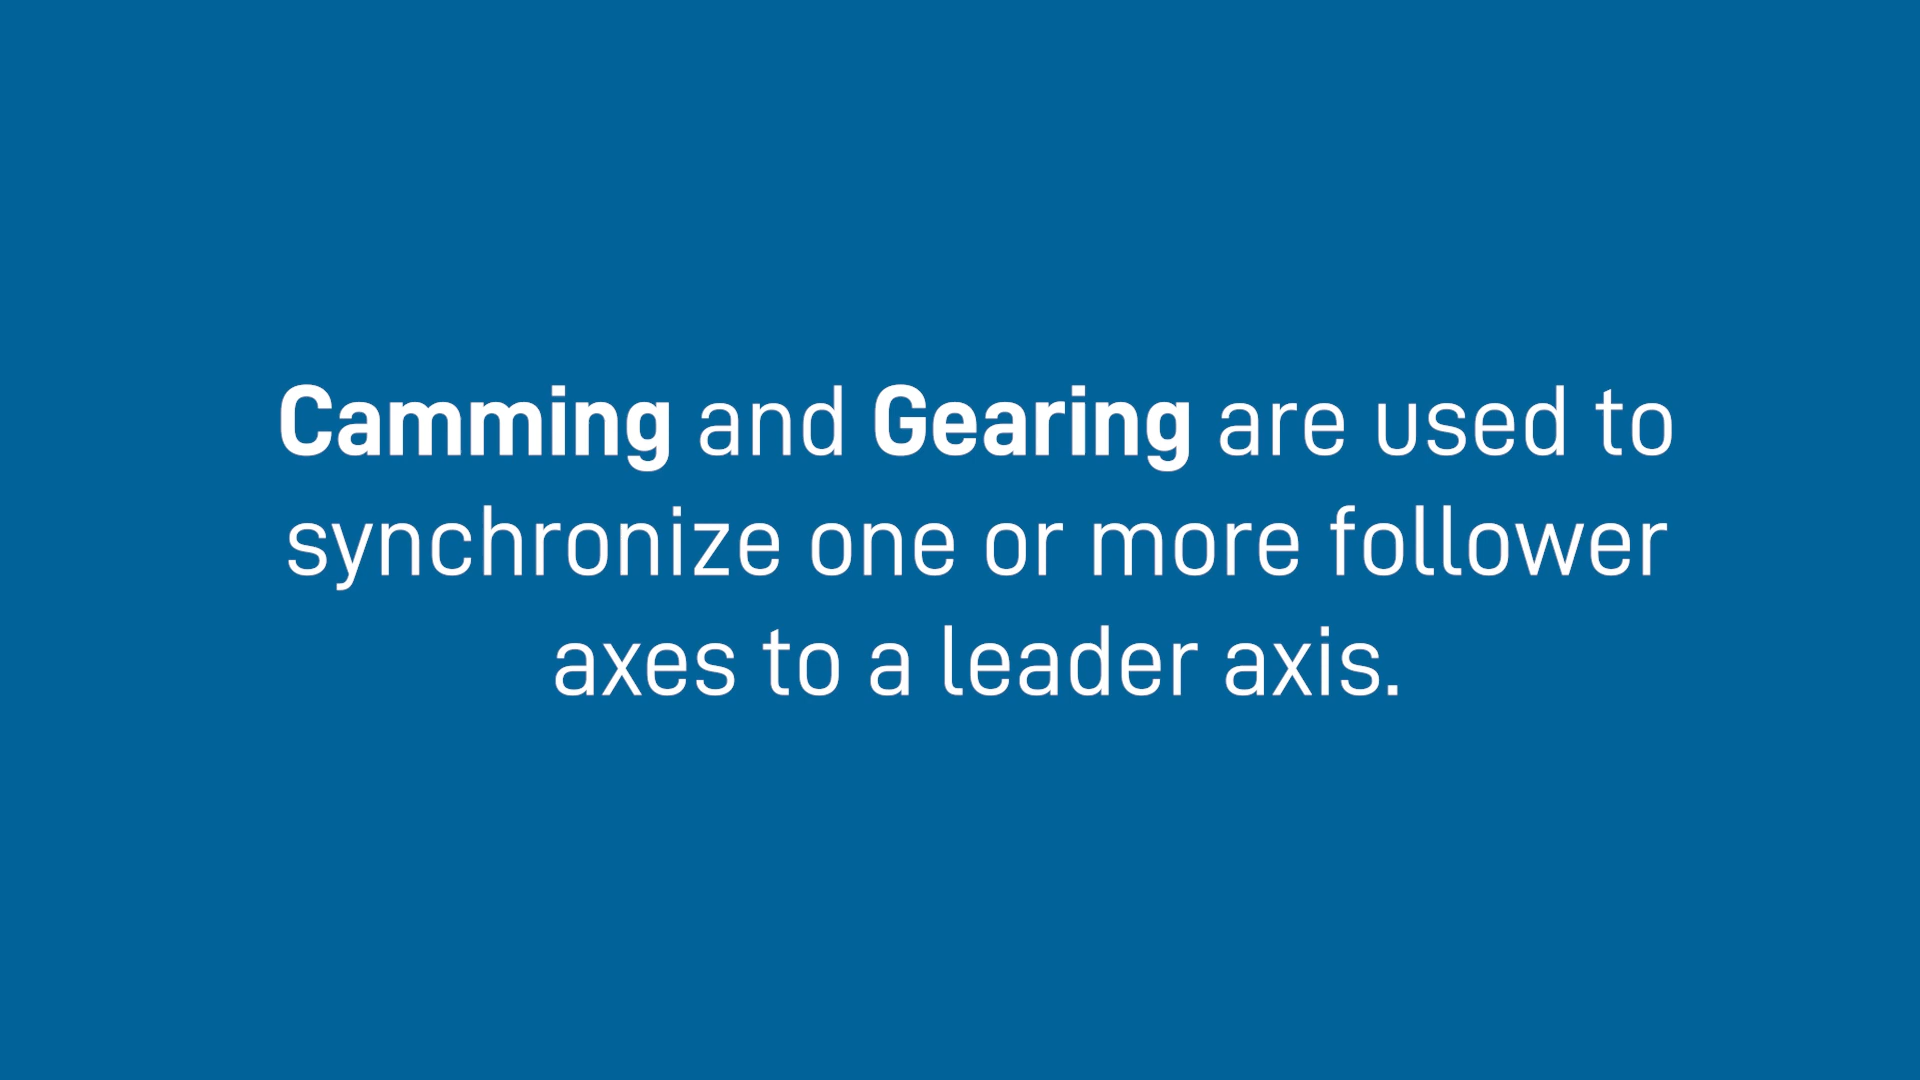 Camming and Gearing are used to
synchronize one or more follower
axes to a leader axis.